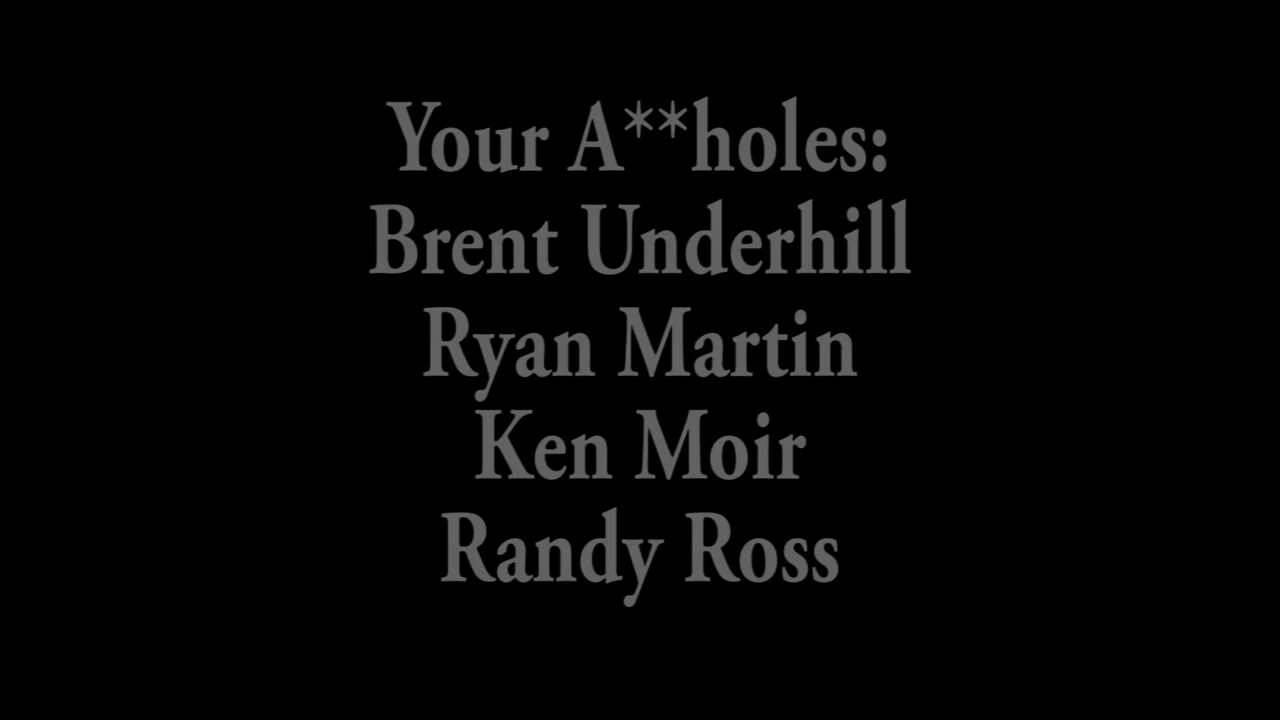 Your A**holes:
Brent Underhill
Ryan Martin
Ken Moir
Randy Ross